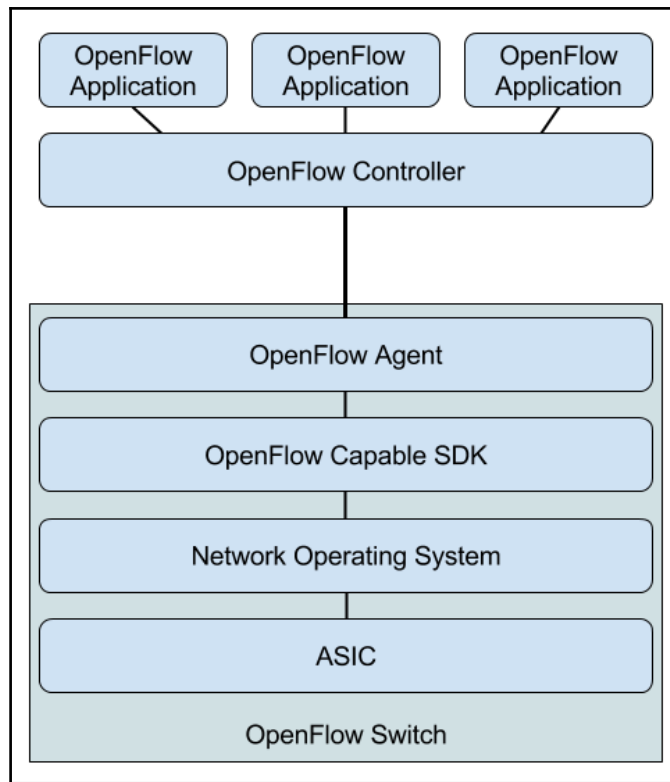 OpenFlow
Application
OpenFlow
Application
OpenFlow
Application
OpenFlow Controller
OpenFlow Agent
OpenFlow Capable SDK
Network Operating System
ASIC
OpenFlow Switch